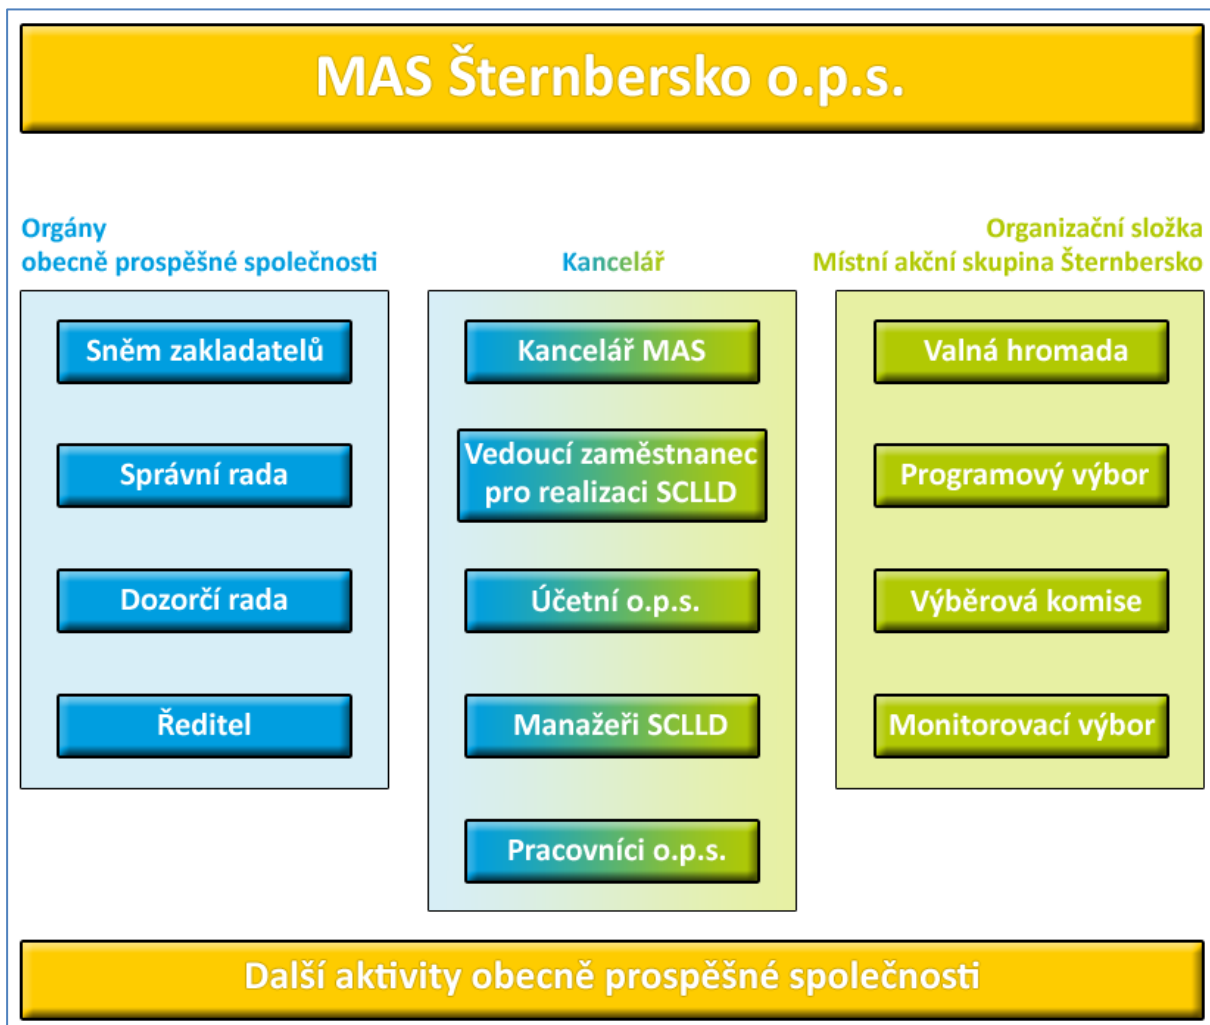 MAS Šternbersko o.p.s.
Orgány
obecně prospěšné společnosti
Sněm zakladatelů
Správní rada
Dozorčí rada
Ředitel
Kancelář
Kancelář MAS
Vedoucí zaměstnanec
pro realizaci SCLLD
Účetní o.p.s.
Manažeři SCLLD
Pracovníci o.p.s.
Organizační složka
Místní akční skupina Šternbersko
Valná hromada
Programový výbor
Výběrová komise
Monitorovací výbor
Další aktivity obecně prospěšné společnosti